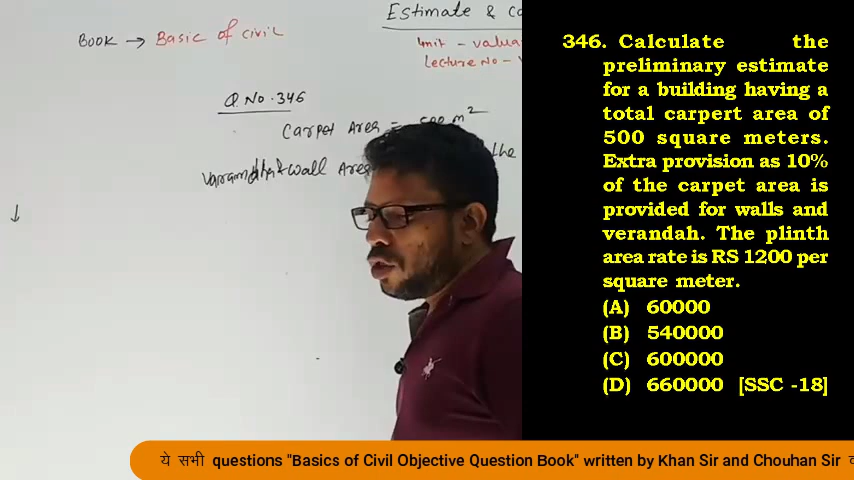 Estimate & Co
BOOK → Basic of civil
Unit - valua
Lecture No -
Q.No.346
Carpet Area = 500 m²
wall Area
the
346. Calculate the
preliminary estimate
for a building having a
total carpert area of
500 square meters.
Extra provision as 10%
of the carpet area is
provided for walls and
verandah. The plinth
area rate is RS 1200 per
square meter.
(A) 60000
(B) 540000
(C) 600000
(D) 660000 [SSC -18]
ये सभी questions "Basics of Civil Objective Question Book" written by Khan Sir and Chouhan Sir